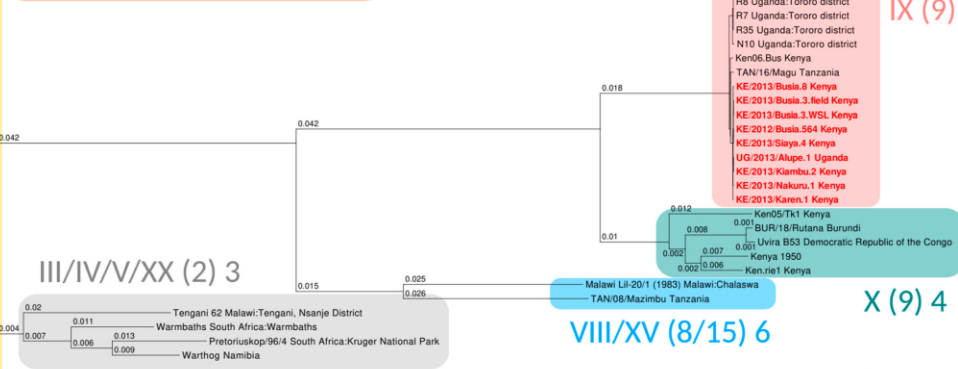 R8 Uganda:Tororo district
IX (9)
R7 Uganda:Tororo district
R35 Uganda:Tororo district
N10 Uganda:Tororo district
Ken06.Bus Kenya
TAN/16/Magu Tanzania
KE/2013/Busia.8 Kenya
0.018
KE/2013/Busia.3.field Kenya
KE/2013/Busia.3.WSL Kenya
0.042
KE/2012/Busia.564 Kenya
0.042
KE/2013/Siaya.4 Kenya
UG/2013/Alupe.1 Uganda
KE/2013/Kiambu.2 Kenya
KE/2013/Nakuru.1 Kenya
KE/2013/Karen.1 Kenya
0.012
Ken05/Tk1 Kenya
0.001
BUR/18/Rutana Burundi
0.008
0.01
0.001
Uvira B53 Democratic Republic of the Congo
0.002
0.007
Kenya 1950
0.002
0.006
Ken.rie1 Kenya
III/IV/V/XX (2) 3
0.025
Malawi Lil-20/1 (1983) Malawi:Chalaswa
0.015
0.026
TAN/08/Mazimbu Tanzania
X (9) 4
VIII/XV (8/15) 6
0.02
Tengani 62 Malawi:Tengani, Nsanje District
0.004
0.011
Warmbaths South Africa:Warmbaths
0.007
0.013
Pretoriuskop/96/4 South Africa:Kruger National Park
0.006
0.009
Warthog Namibia